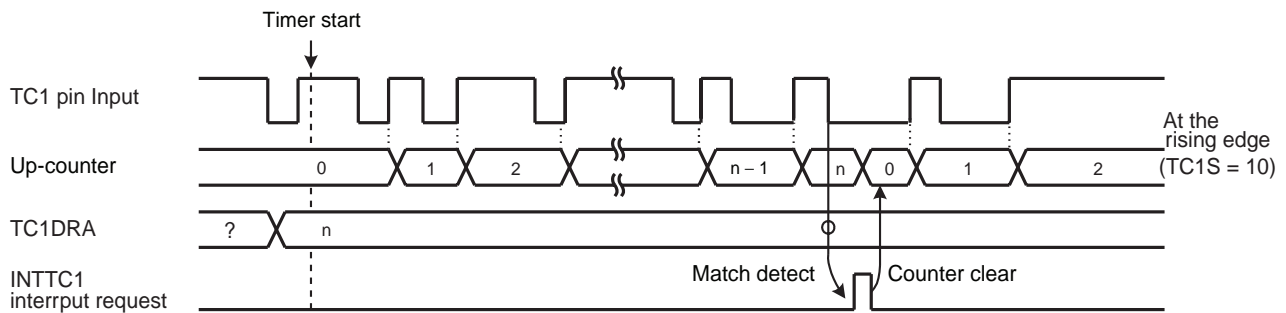 Timer start
TC1 pin Input
Up-counter
0
1
2
n – 1
n
0
1
2
At the
rising edge
(TC1S = 10)
TC1DRA
?
n
Match detect
Counter clear
INTTC1
interrput request